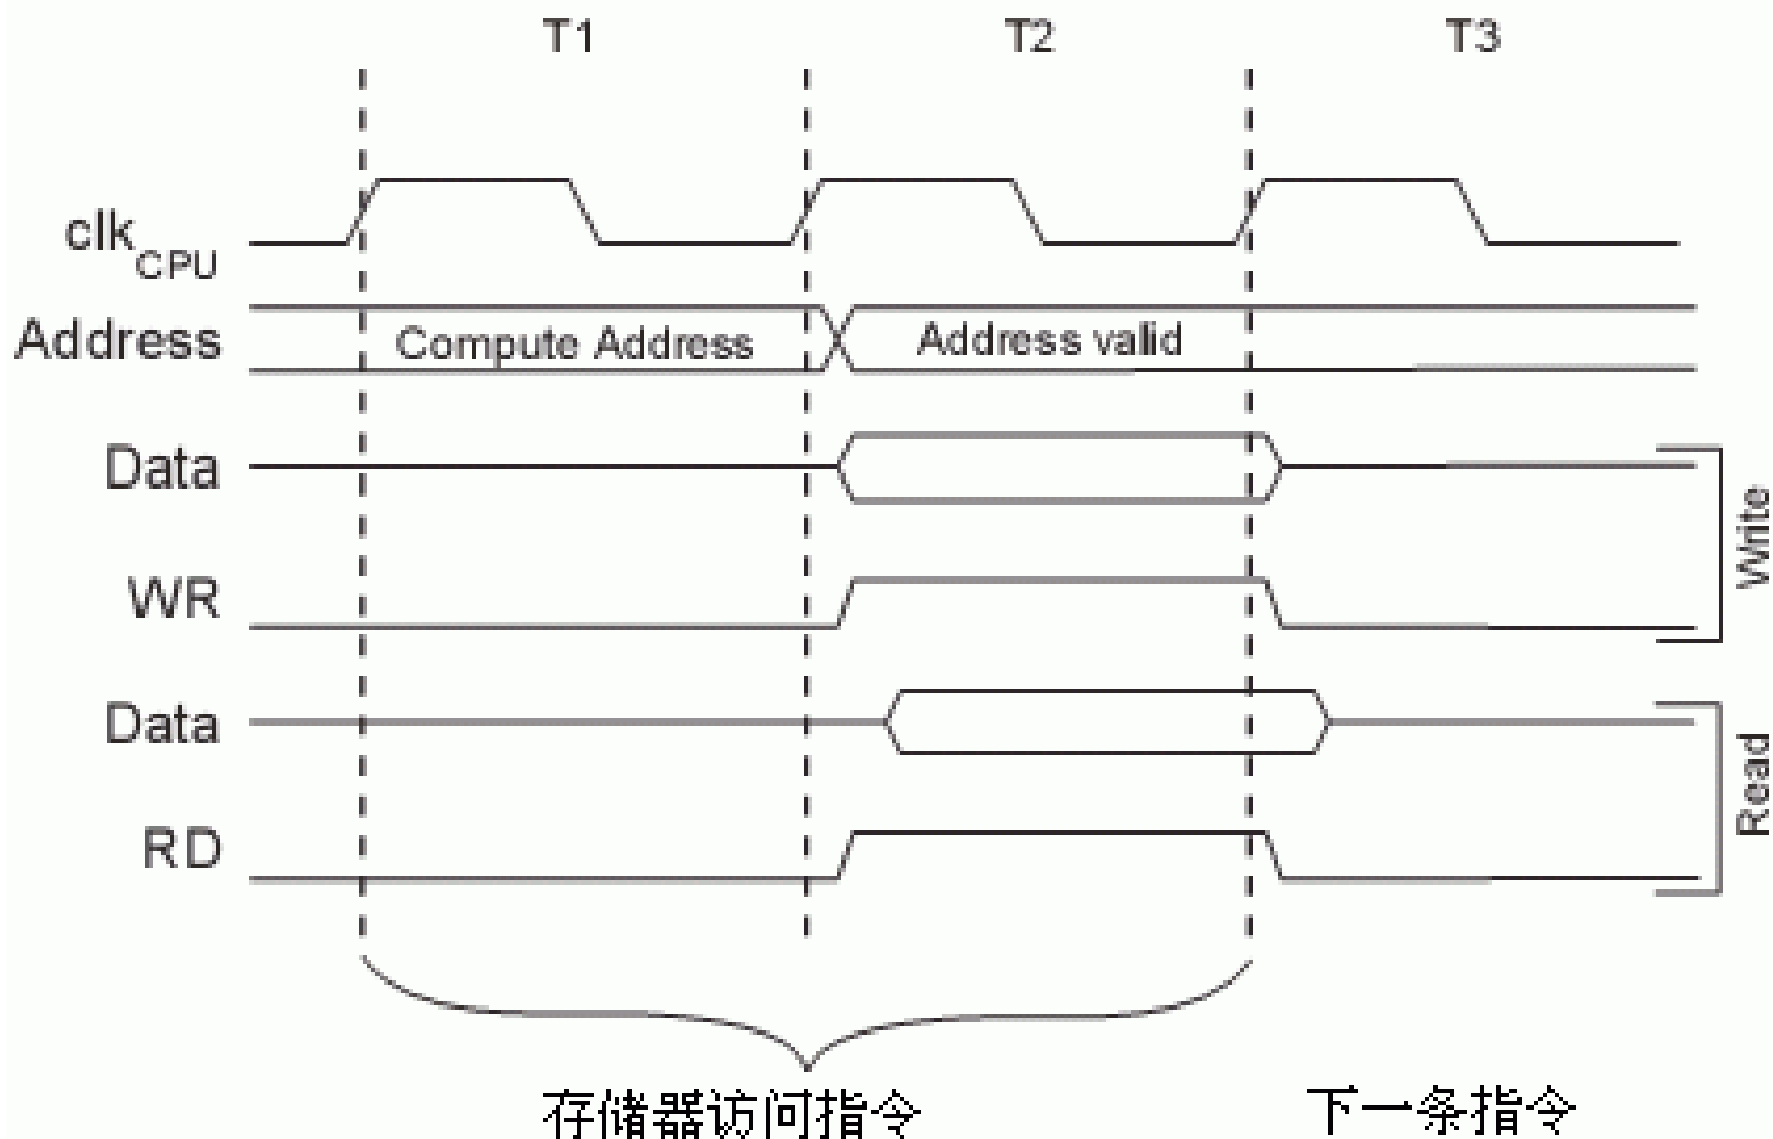 T1 T2 T3
clkCPU
Address Compute Address Address valid
Data
WR
Write
Data
RD
Read
存储器访问指令 下一条指令